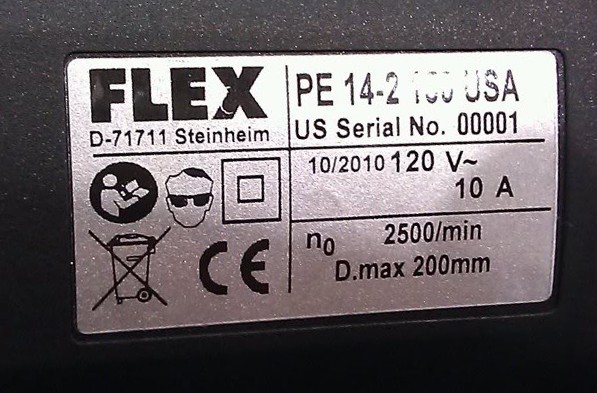 FLEX
D-71711 Steinheim
PE 14-2 USA
US Serial No. 00001
10/2010 120 V~
10 A
CE
n0 2500/min
D.max 200mm